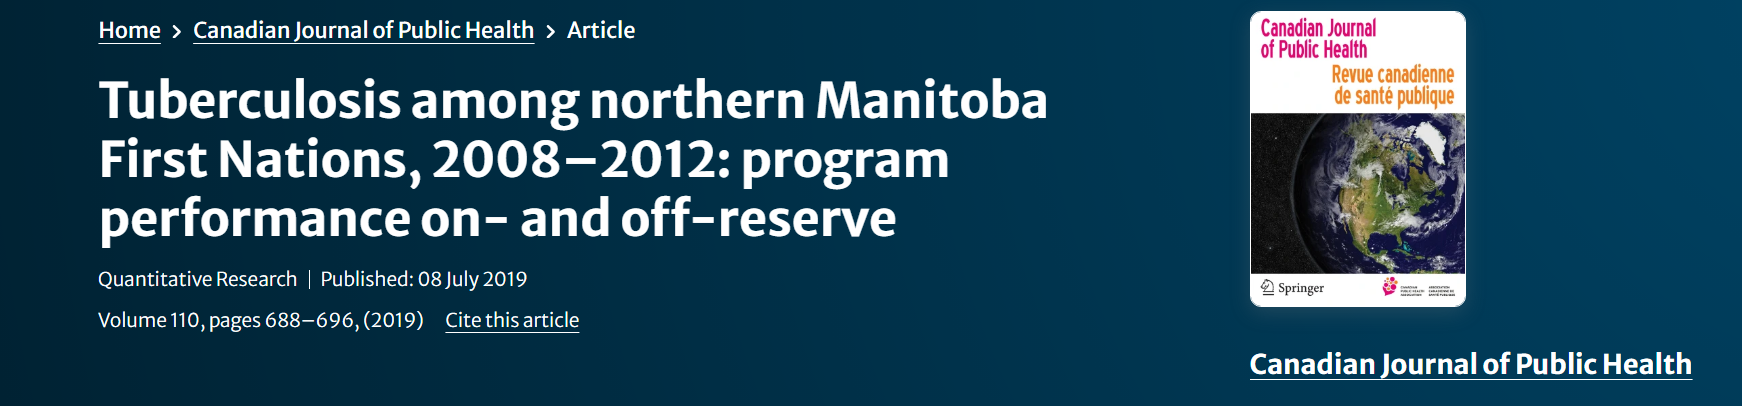 Home > Canadian Journal of Public Health > Article
Tuberculosis among northern Manitoba
First Nations, 2008–2012: program
performance on- and off-reserve
Quantitative Research | Published: 08 July 2019
Volume 110, pages 688–696, (2019) Cite this article
Canadian Journal
of Public Health
Revue canadienne
de santé publique
Springer
Canadian Journal of Public Health